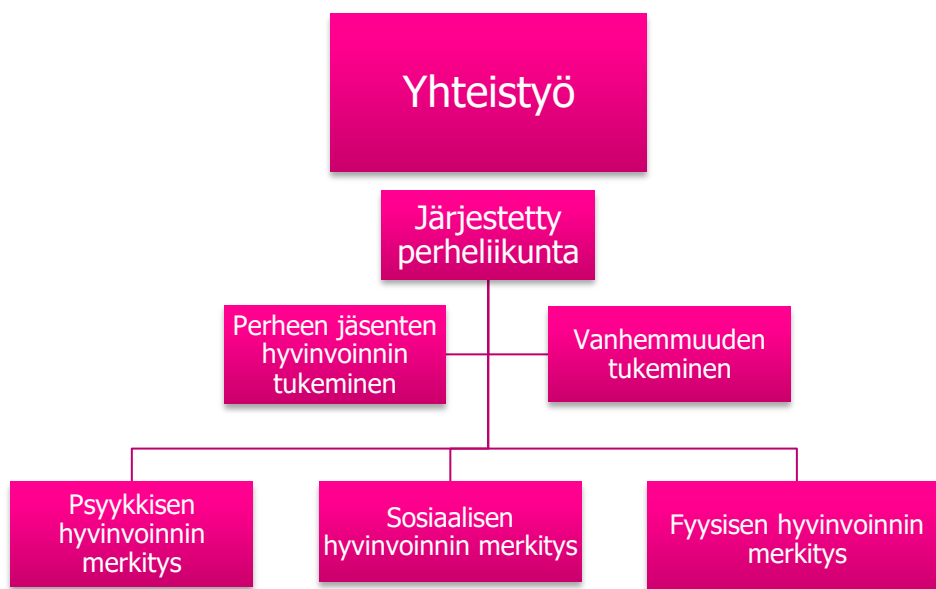 Yhteistyö
Järjestetty
perheliikunta
Perheen jäsenten
hyvinvoinnin
tukeminen
Vanhemmuuden
tukeminen
Psyykkisen
hyvinvoinnin
merkitys
Sosiaalisen
hyvinvoinnin merkitys
Fyysisen hyvinvoinnin
merkitys